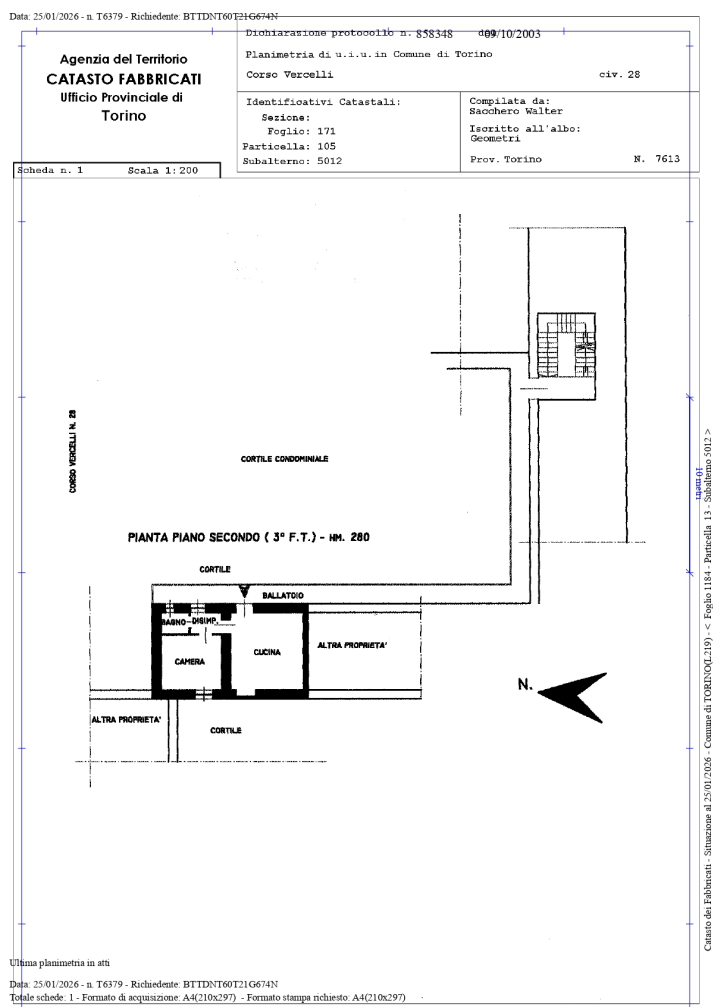 Data: 25/01/2026 - n. T6379 - Richiedente: BTTDNT60T21G674N
Agenzia del Territorio
CATASTO FABBRICATI
Ufficio Provinciale di
Torino
Dichiarazione protocollo n. 858348 del 09/10/2003
Planimetria di u.i.u. in Comune di Torino
Corso Vercelli civ. 28
Identificativi Catastali:
Sezione:
Foglio: 171
Particella: 105
Subalterno: 5012
Compilata da:
Sacchero Walter
Iscritto all'albo:
Geometri
Prov. Torino N. 7613
Scheda n. 1 Scala 1:200
CORSO VERCELLI N. 28
CORTILE CONDOMINIALE
PIANTA PIANO SECONDO ( 3° F.T.) - HM. 280
CORTILE
BALLATOIO
BAGNO
DISIMP.
CAMERA
CUCINA
ALTRA PROPRIETA'
N.
ALTRA PROPRIETA'
CORTILE
10 metri
Catasto dei Fabbricati - Situazione al 25/01/2026 - Comune di TORINO(L219) - < Foglio 1184 - Particella 13 - Subalterno 5012 >
Ultima planimetria in atti
Data: 25/01/2026 - n. T6379 - Richiedente: BTTDNT60T21G674N
Totale schede: 1 - Formato di acquisizione: A4(210x297) - Formato stampa richiesto: A4(210x297)